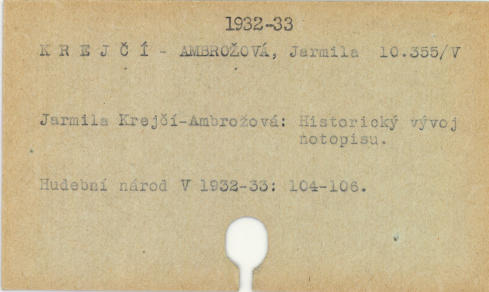 1932-33
K R E J Č Í - AMBROŽOVÁ, Jarmila 10.355/V
Jarmila Krejčí-Ambrožová: Historický vývoj
notopisu.
Hudební národ V 1932-33: 104-106.